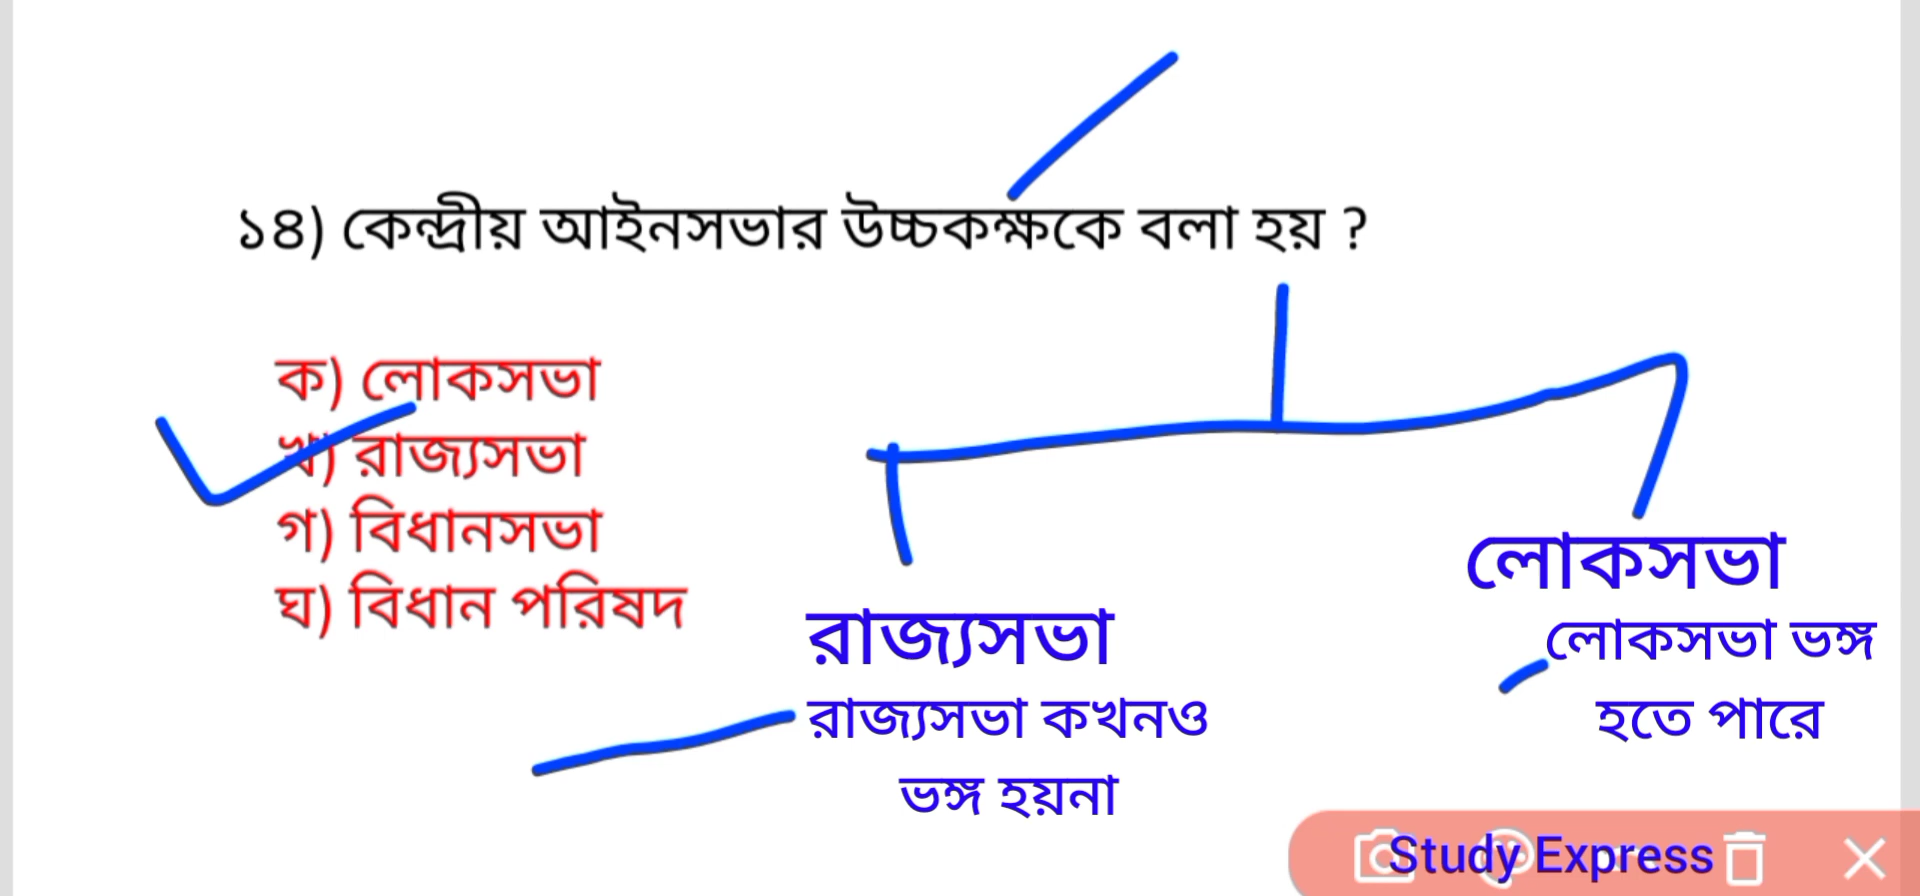 ১৪) কেন্দ্রীয় আইনসভার উচ্চকক্ষকে বলা হয় ?
ক) লোকসভা
খ) রাজ্যসভা
গ) বিধানসভা
ঘ) বিধান পরিষদ
রাজ্যসভা
রাজ্যসভা কখনও
ভঙ্গ হয়না
লোকসভা
লোকসভা ভঙ্গ
হতে পারে
Study Express